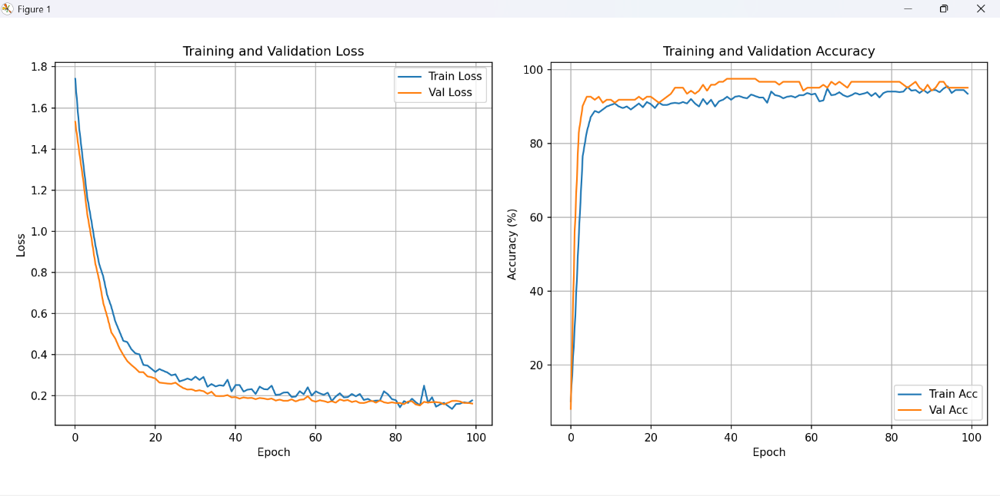 Figure 1
Training and Validation Loss
Train Loss
Val Loss
1.8
1.6
1.4
1.2
1.0
0.8
0.6
0.4
0.2
Loss
0 20 40 60 80 100
Epoch
Training and Validation Accuracy
100
80
60
40
20
Accuracy (%)
Train Acc
Val Acc
0 20 40 60 80 100
Epoch